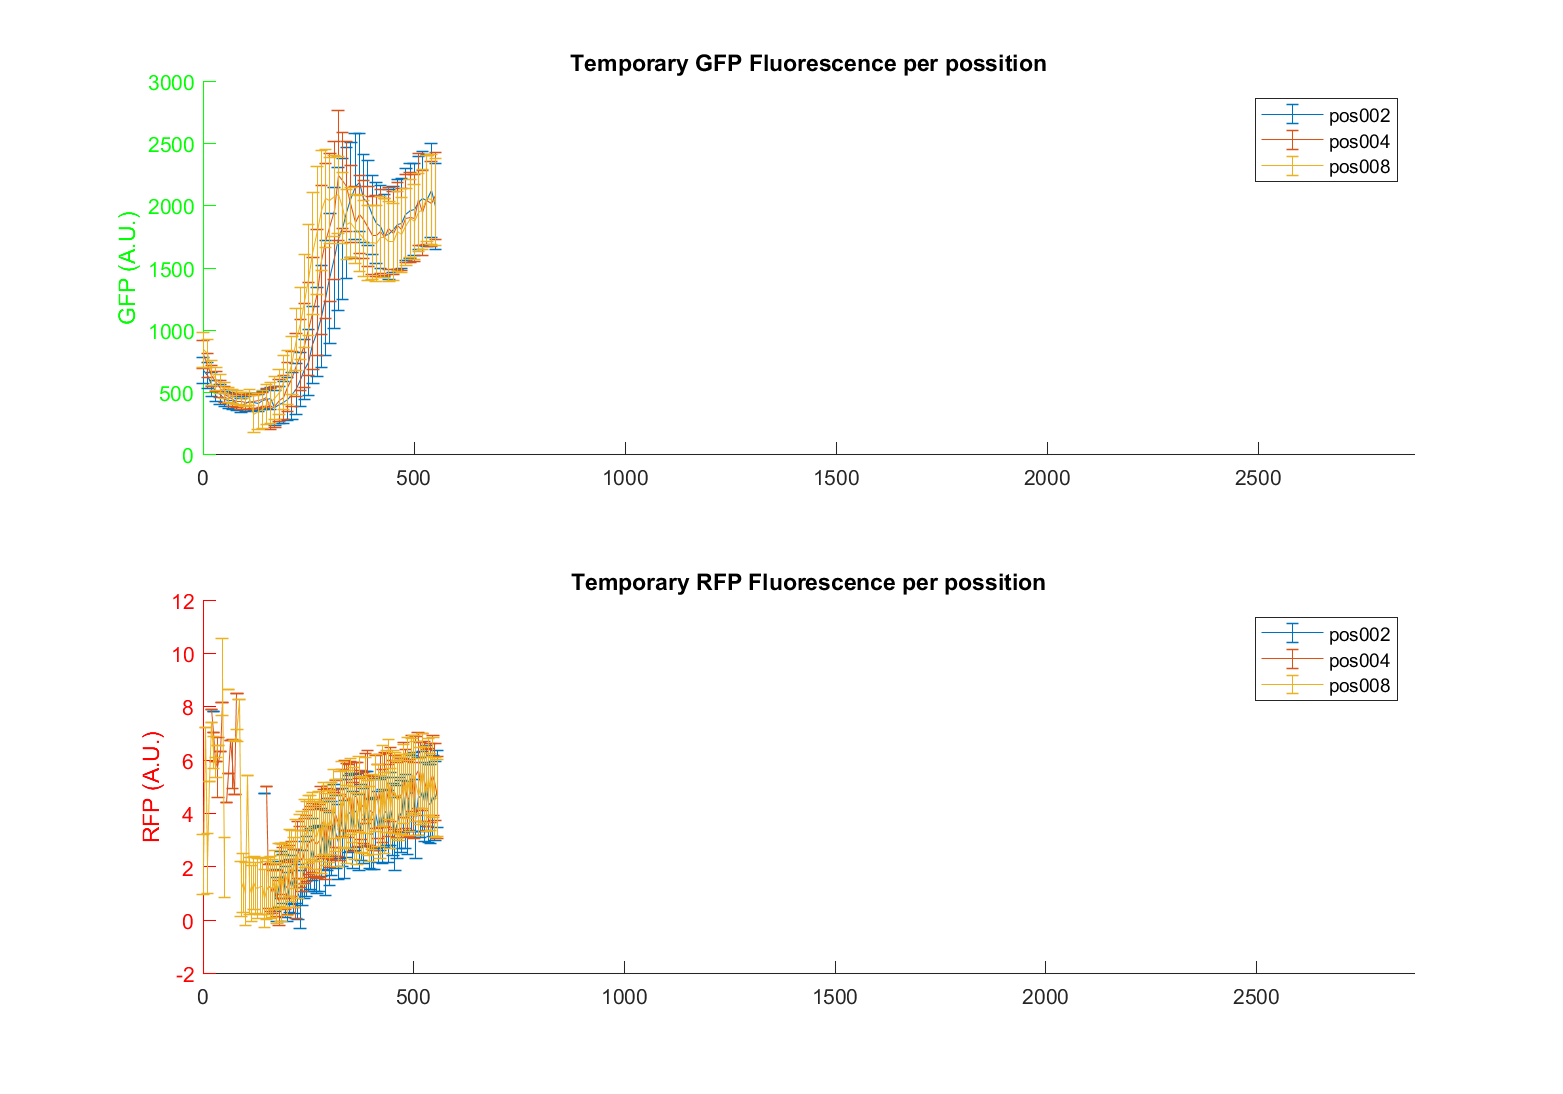 Temporary GFP Fluorescence per possition
3000
2500
2000
1500
1000
500
0
GFP (A.U.)
pos002
pos004
pos008
0 500 1000 1500 2000 2500
Temporary RFP Fluorescence per possition
12
10
8
6
4
2
0
-2
RFP (A.U.)
pos002
pos004
pos008
0 500 1000 1500 2000 2500